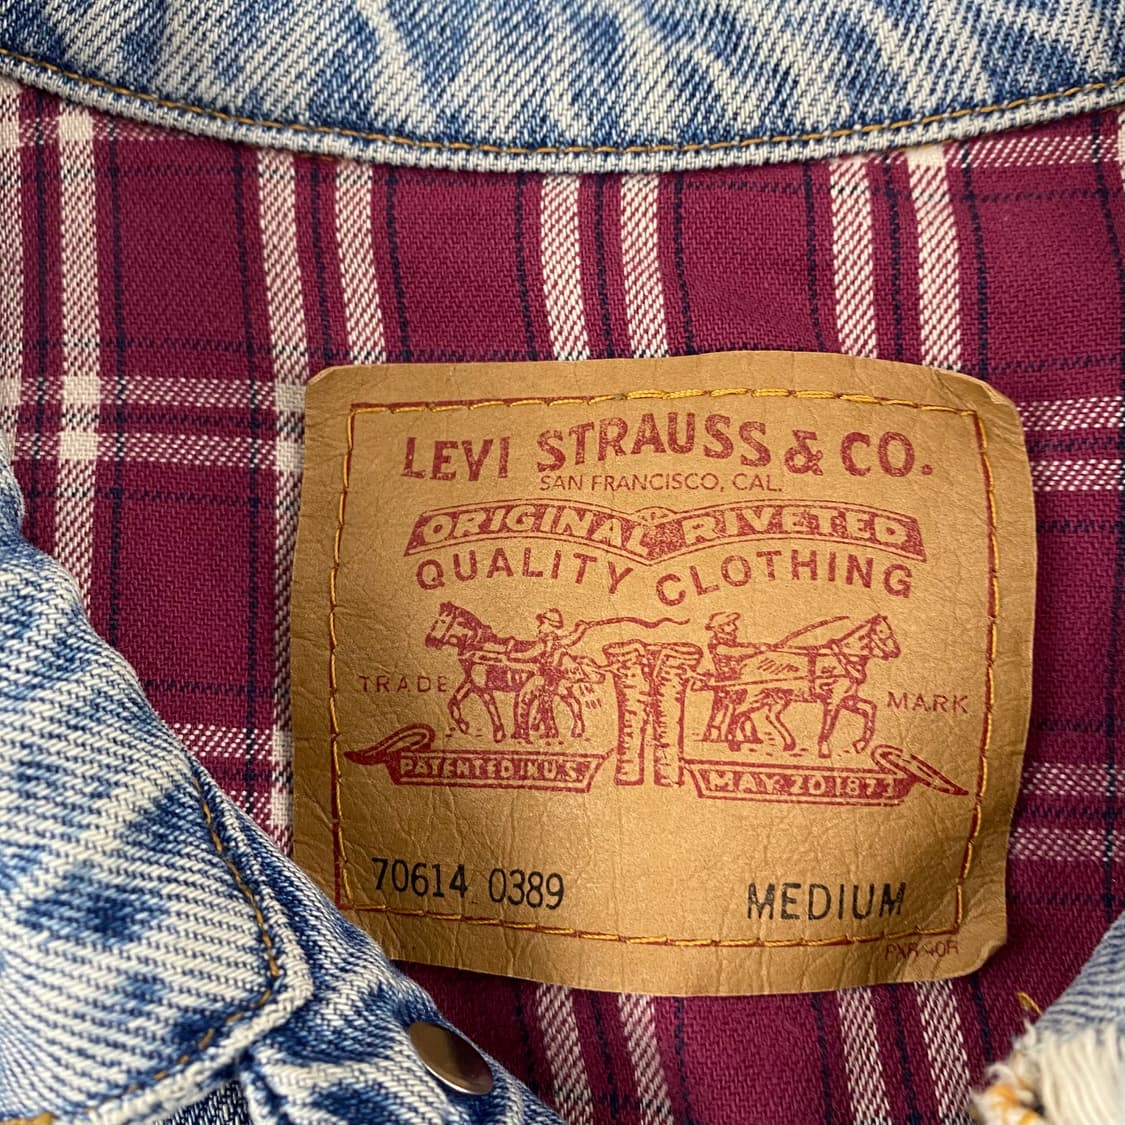 LEVI STRAUSS & CO.
SAN FRANCISCO, CAL.
ORIGINAL RIVETED
QUALITY CLOTHING
TRADE MARK
PATENTED IN U.S. MAY 20 1873
70614 0389 MEDIUM